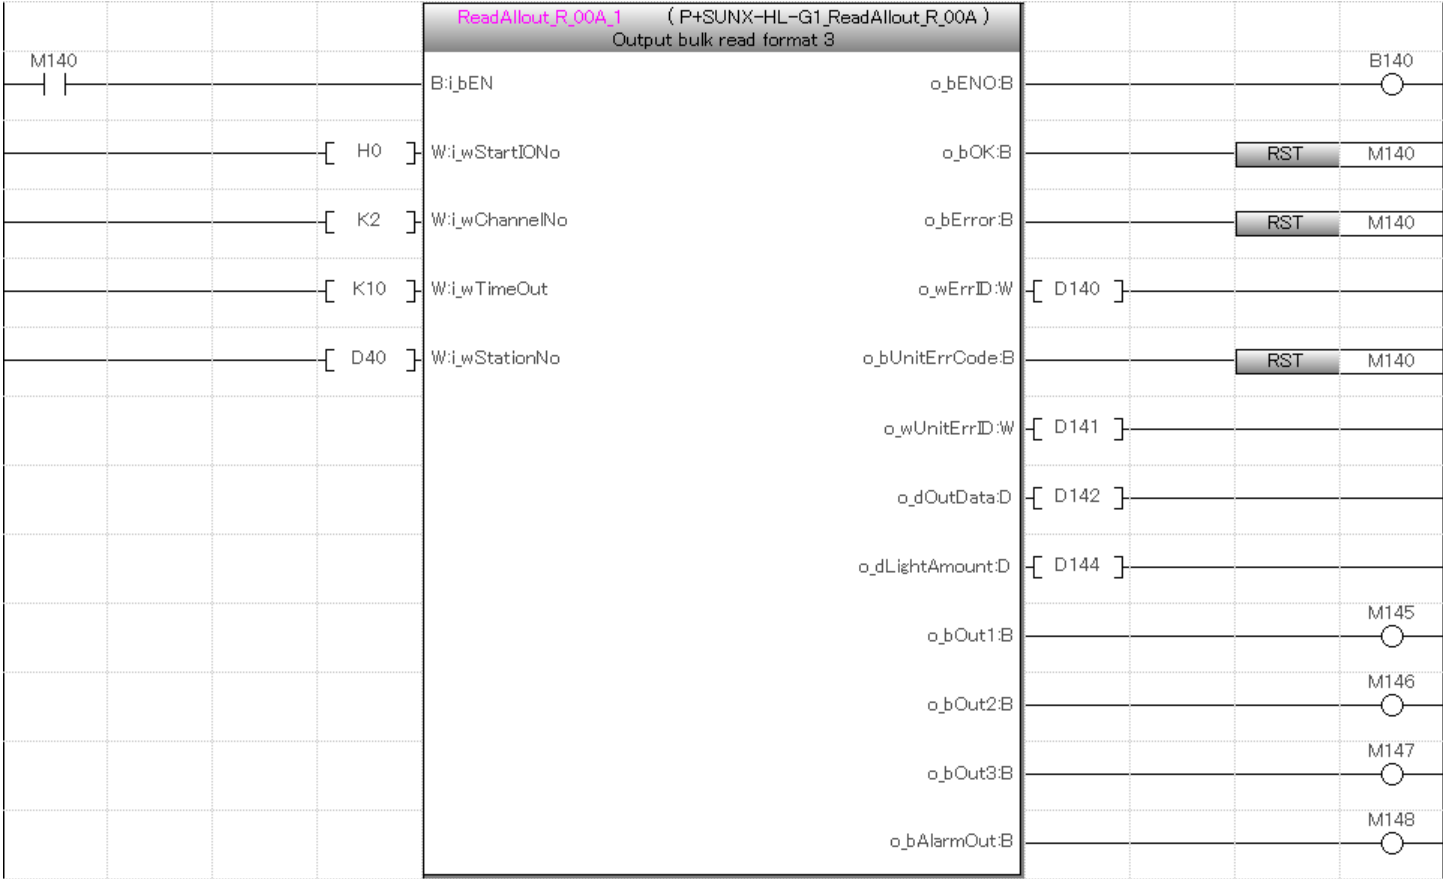 ReadAllout_R_00A_1 ( P+SUNX-HL-G1_ReadAllout_R_00A )
Output bulk read format 3
M140 B140
B:i_bEN o_bENO:B
H0 W:i_wStartIONo o_bOK:B RST M140
K2 W:i_wChannelNo o_bError:B RST M140
K10 W:i_wTimeOut o_wErrID:W D140
D40 W:i_wStationNo o_bUnitErrCode:B RST M140
o_wUnitErrID:W D141
o_dOutData:D D142
o_dLightAmount:D D144
M145
o_bOut1:B
M146
o_bOut2:B
M147
o_bOut3:B
M148
o_bAlarmOut:B